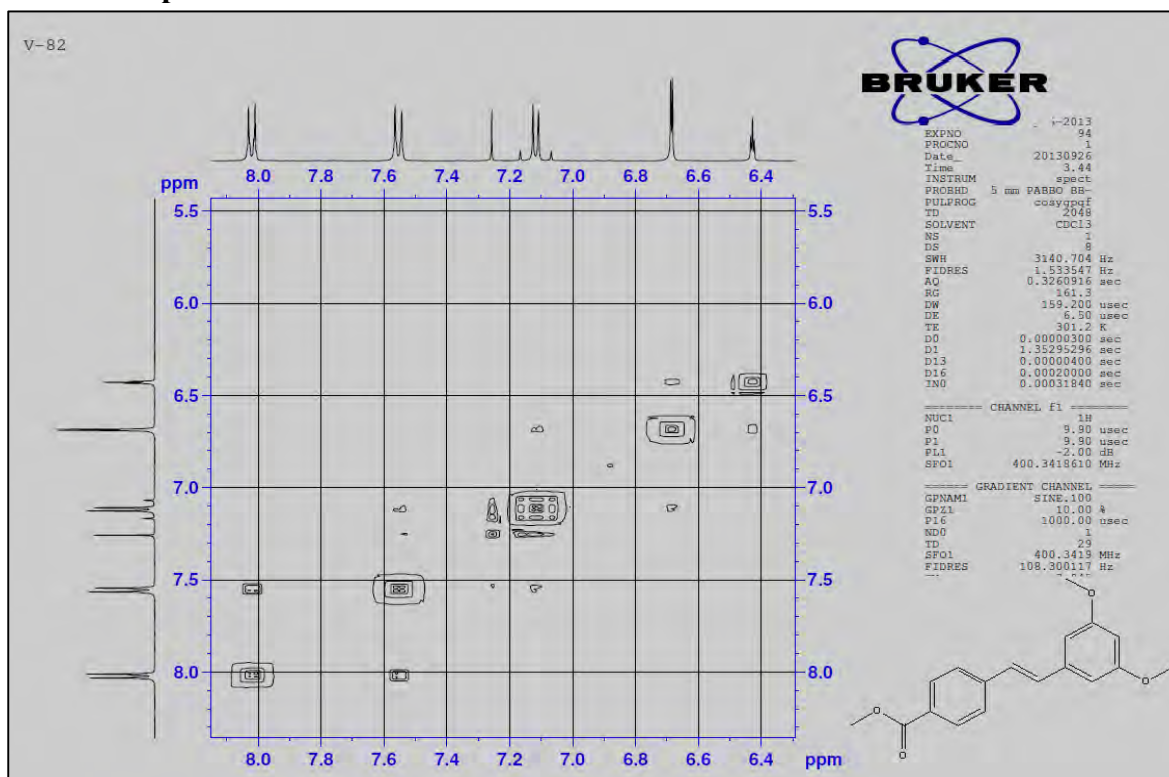 V-82
BRUKER
-2013
EXPNO 94
PROCNO 1
Date_ 20130926
Time 3.44
INSTRUM spect
PROBHD 5 mm PABBO BB-
PULPROG cosygpqf
TD 2048
SOLVENT CDCl3
NS 1
DS 8
SWH 3140.704 Hz
FIDRES 1.533547 Hz
AQ 0.3260916 sec
RG 161.3
DW 159.200 usec
DE 6.50 usec
TE 301.2 K
D0 0.00000300 sec
D1 1.35295296 sec
D13 0.00000400 sec
D16 0.00020000 sec
IN0 0.00031840 sec
======== CHANNEL f1 ========
NUC1 1H
P0 9.90 usec
P1 9.90 usec
PL1 -2.00 dB
SFO1 400.3418610 MHz
====== GRADIENT CHANNEL =====
GPNAM1 SINE.100
GPZ1 10.00 %
P16 1000.00 usec
ND0 1
TD 29
SFO1 400.3419 MHz
FIDRES 108.300117 Hz
8.0 7.8 7.6 7.4 7.2 7.0 6.8 6.6 6.4
ppm
5.5 5.5
6.0 6.0
6.5 6.5
7.0 7.0
7.5 7.5
8.0 8.0
8.0 7.8 7.6 7.4 7.2 7.0 6.8 6.6 6.4 ppm
O
O
O
O